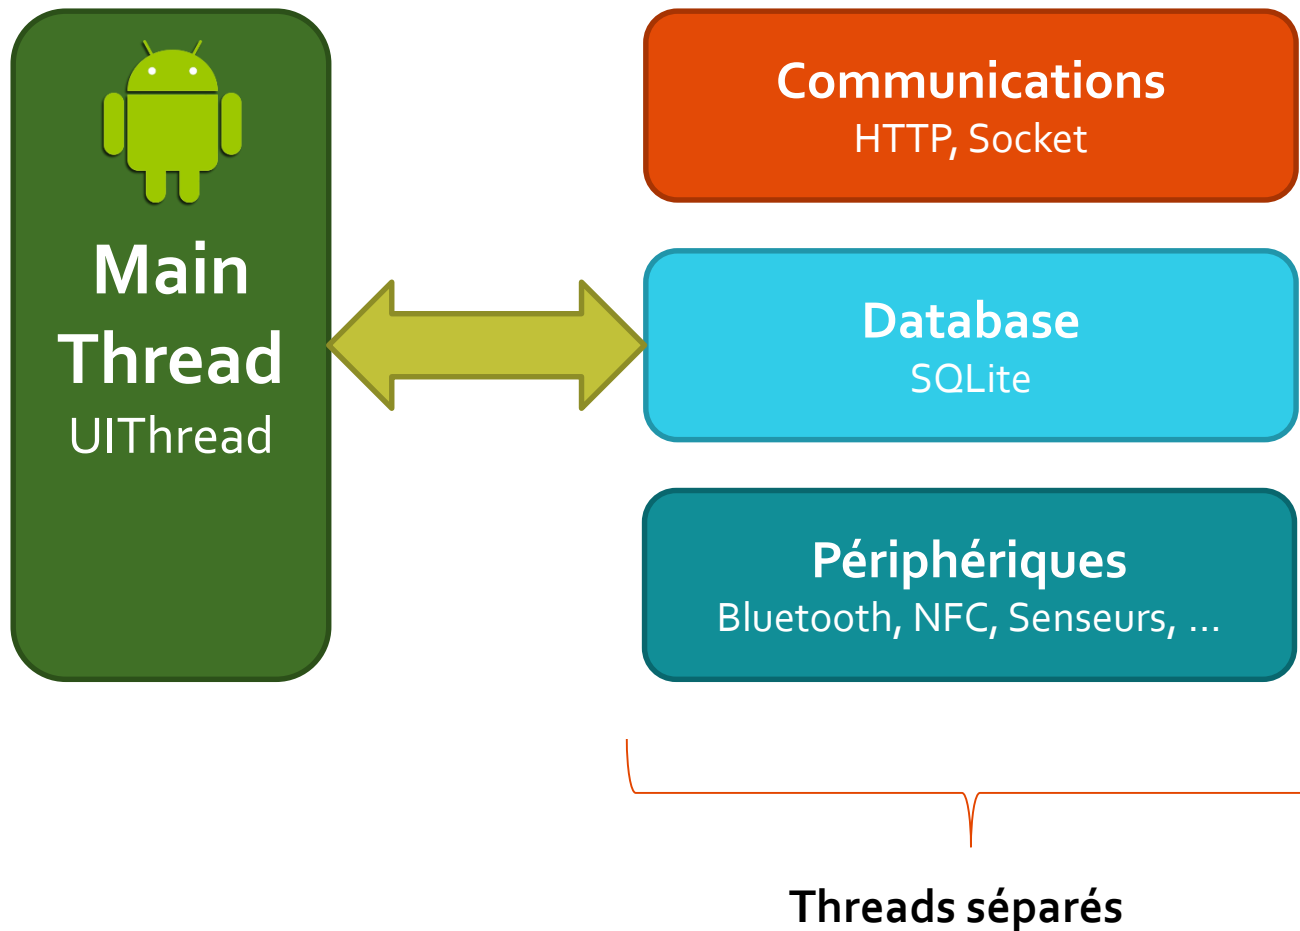 Main
Thread
UIThread
Communications
HTTP, Socket
Database
SQLite
Périphériques
Bluetooth, NFC, Senseurs, ...
Threads séparés